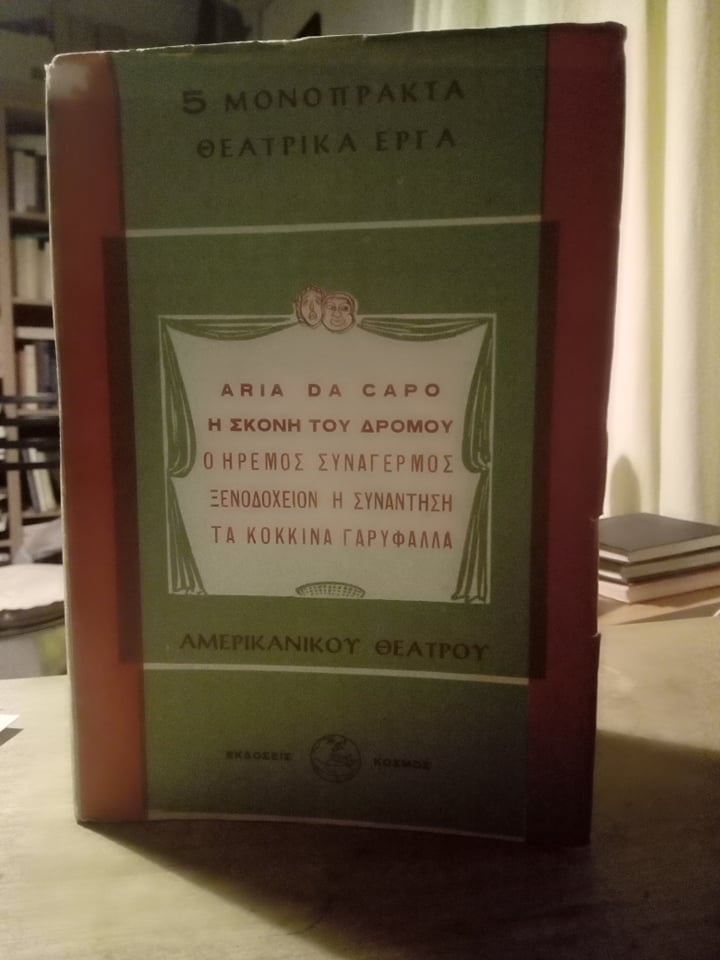 5 ΜΟΝΟΠΡΑΚΤΑ
ΘΕΑΤΡΙΚΑ ΕΡΓΑ
ARIA DA CAPO
Η ΣΚΟΝΗ ΤΟΥ ΔΡΟΜΟΥ
Ο ΗΡΕΜΟΣ ΣΥΝΑΓΕΡΜΟΣ
ΞΕΝΟΔΟΧΕΙΟΝ Η ΣΥΝΑΝΤΗΣΗ
ΤΑ ΚΟΚΚΙΝΑ ΓΑΡΥΦΑΛΛΑ
ΑΜΕΡΙΚΑΝΙΚΟΥ ΘΕΑΤΡΟΥ
ΕΚΔΟΣΕΙΣ ΚΟΣΜΟΣ